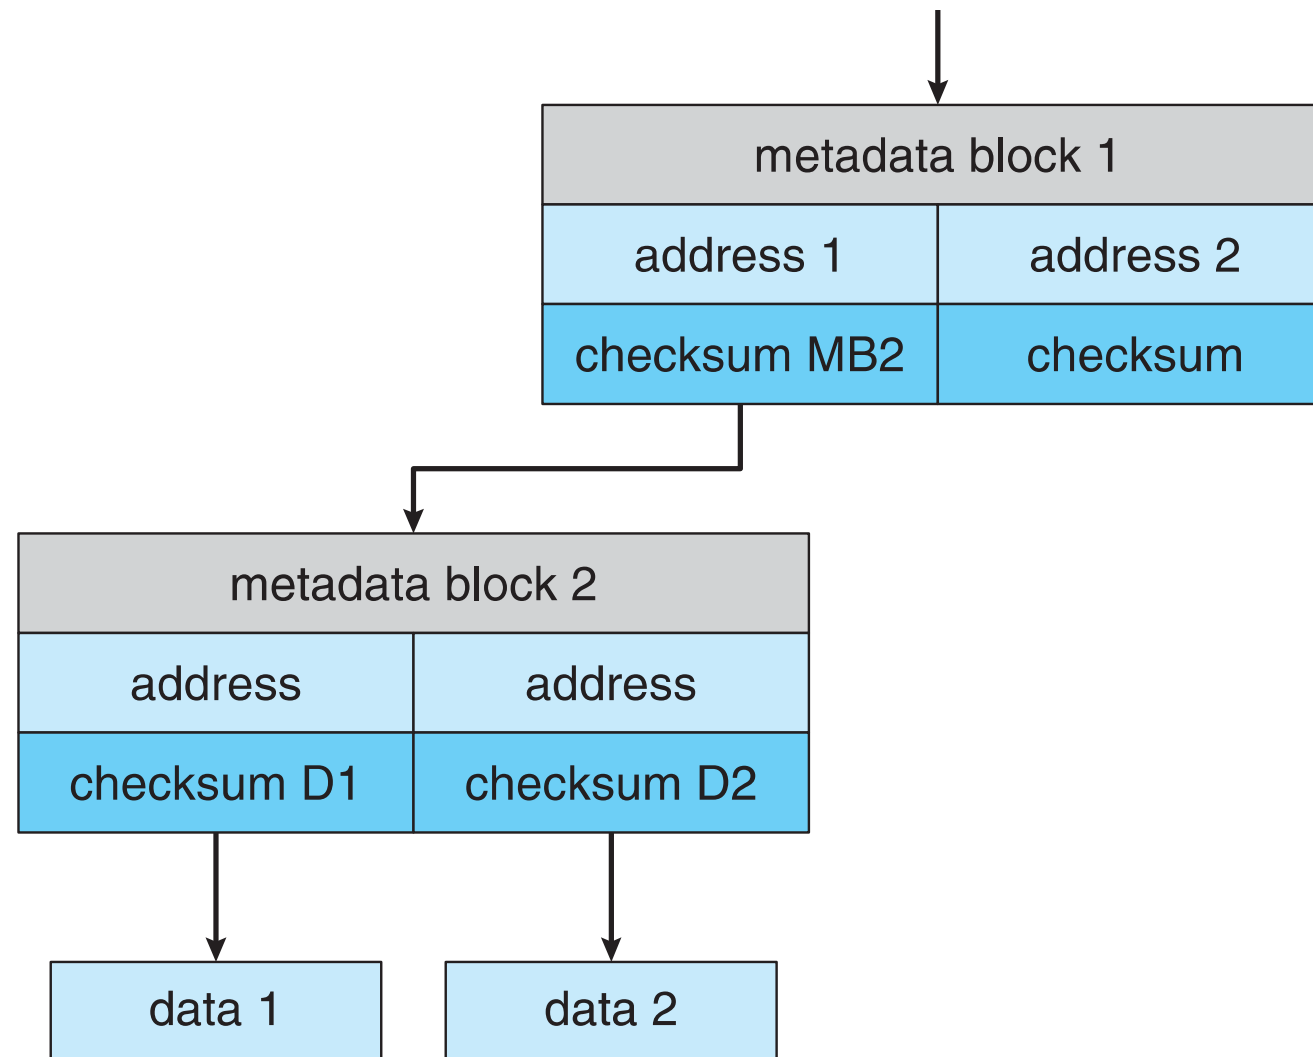 metadata block 1
address 1 address 2
checksum MB2 checksum
metadata block 2
address address
checksum D1 checksum D2
data 1 data 2